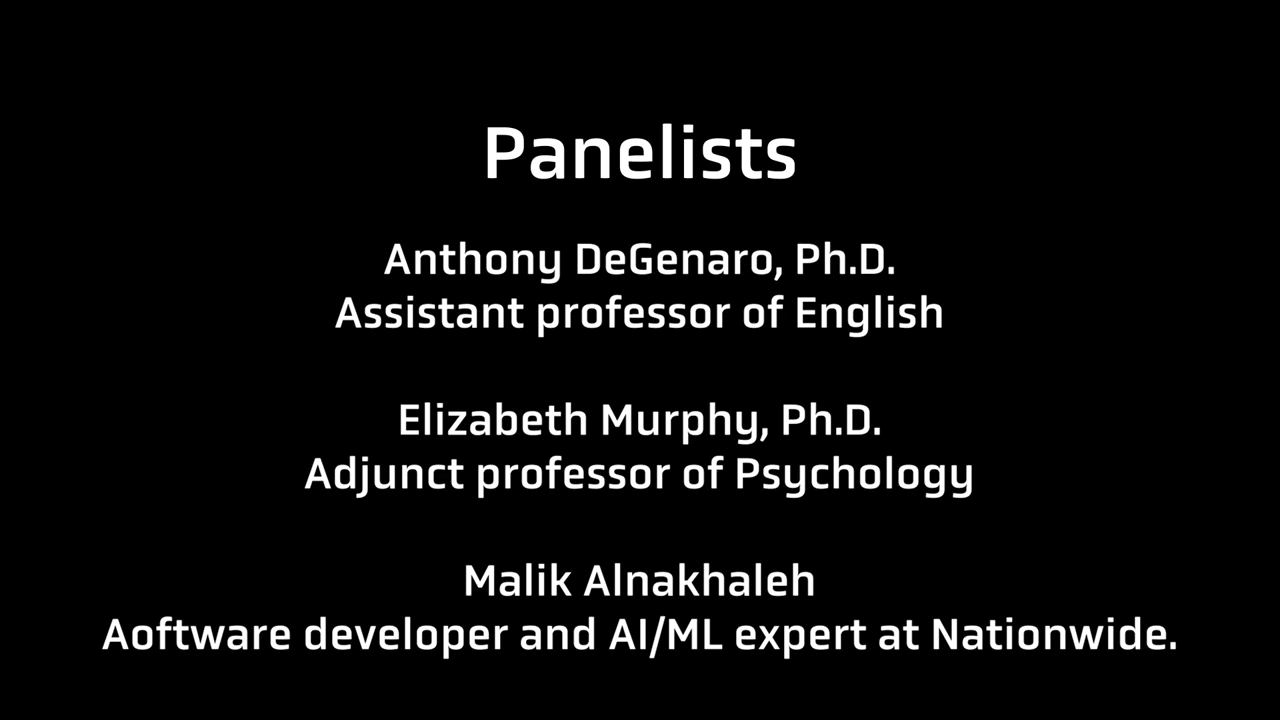 Panelists
Anthony DeGenaro, Ph.D.
Assistant professor of English
Elizabeth Murphy, Ph.D.
Adjunct professor of Psychology
Malik Alnakhaleh
Aoftware developer and AI/ML expert at Nationwide.